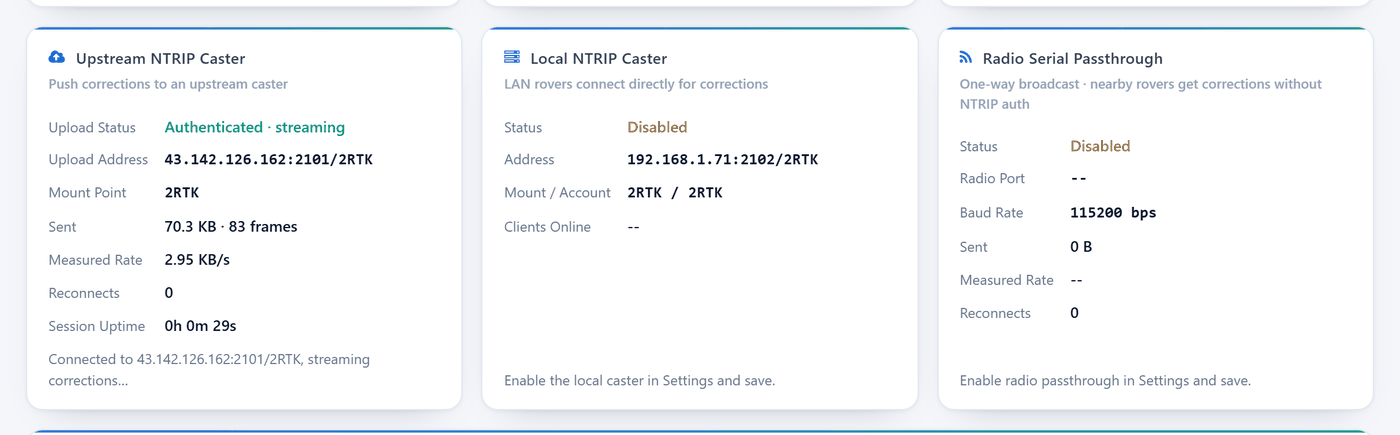 Upstream NTRIP Caster
Push corrections to an upstream caster
Upload Status Authenticated · streaming
Upload Address 43.142.126.162:2101/2RTK
Mount Point 2RTK
Sent 70.3 KB · 83 frames
Measured Rate 2.95 KB/s
Reconnects 0
Session Uptime 0h 0m 29s
Connected to 43.142.126.162:2101/2RTK, streaming
corrections...
Local NTRIP Caster
LAN rovers connect directly for corrections
Status Disabled
Address 192.168.1.71:2102/2RTK
Mount / Account 2RTK / 2RTK
Clients Online --
Enable the local caster in Settings and save.
Radio Serial Passthrough
One-way broadcast · nearby rovers get corrections without
NTRIP auth
Status Disabled
Radio Port --
Baud Rate 115200 bps
Sent 0 B
Measured Rate --
Reconnects 0
Enable radio passthrough in Settings and save.